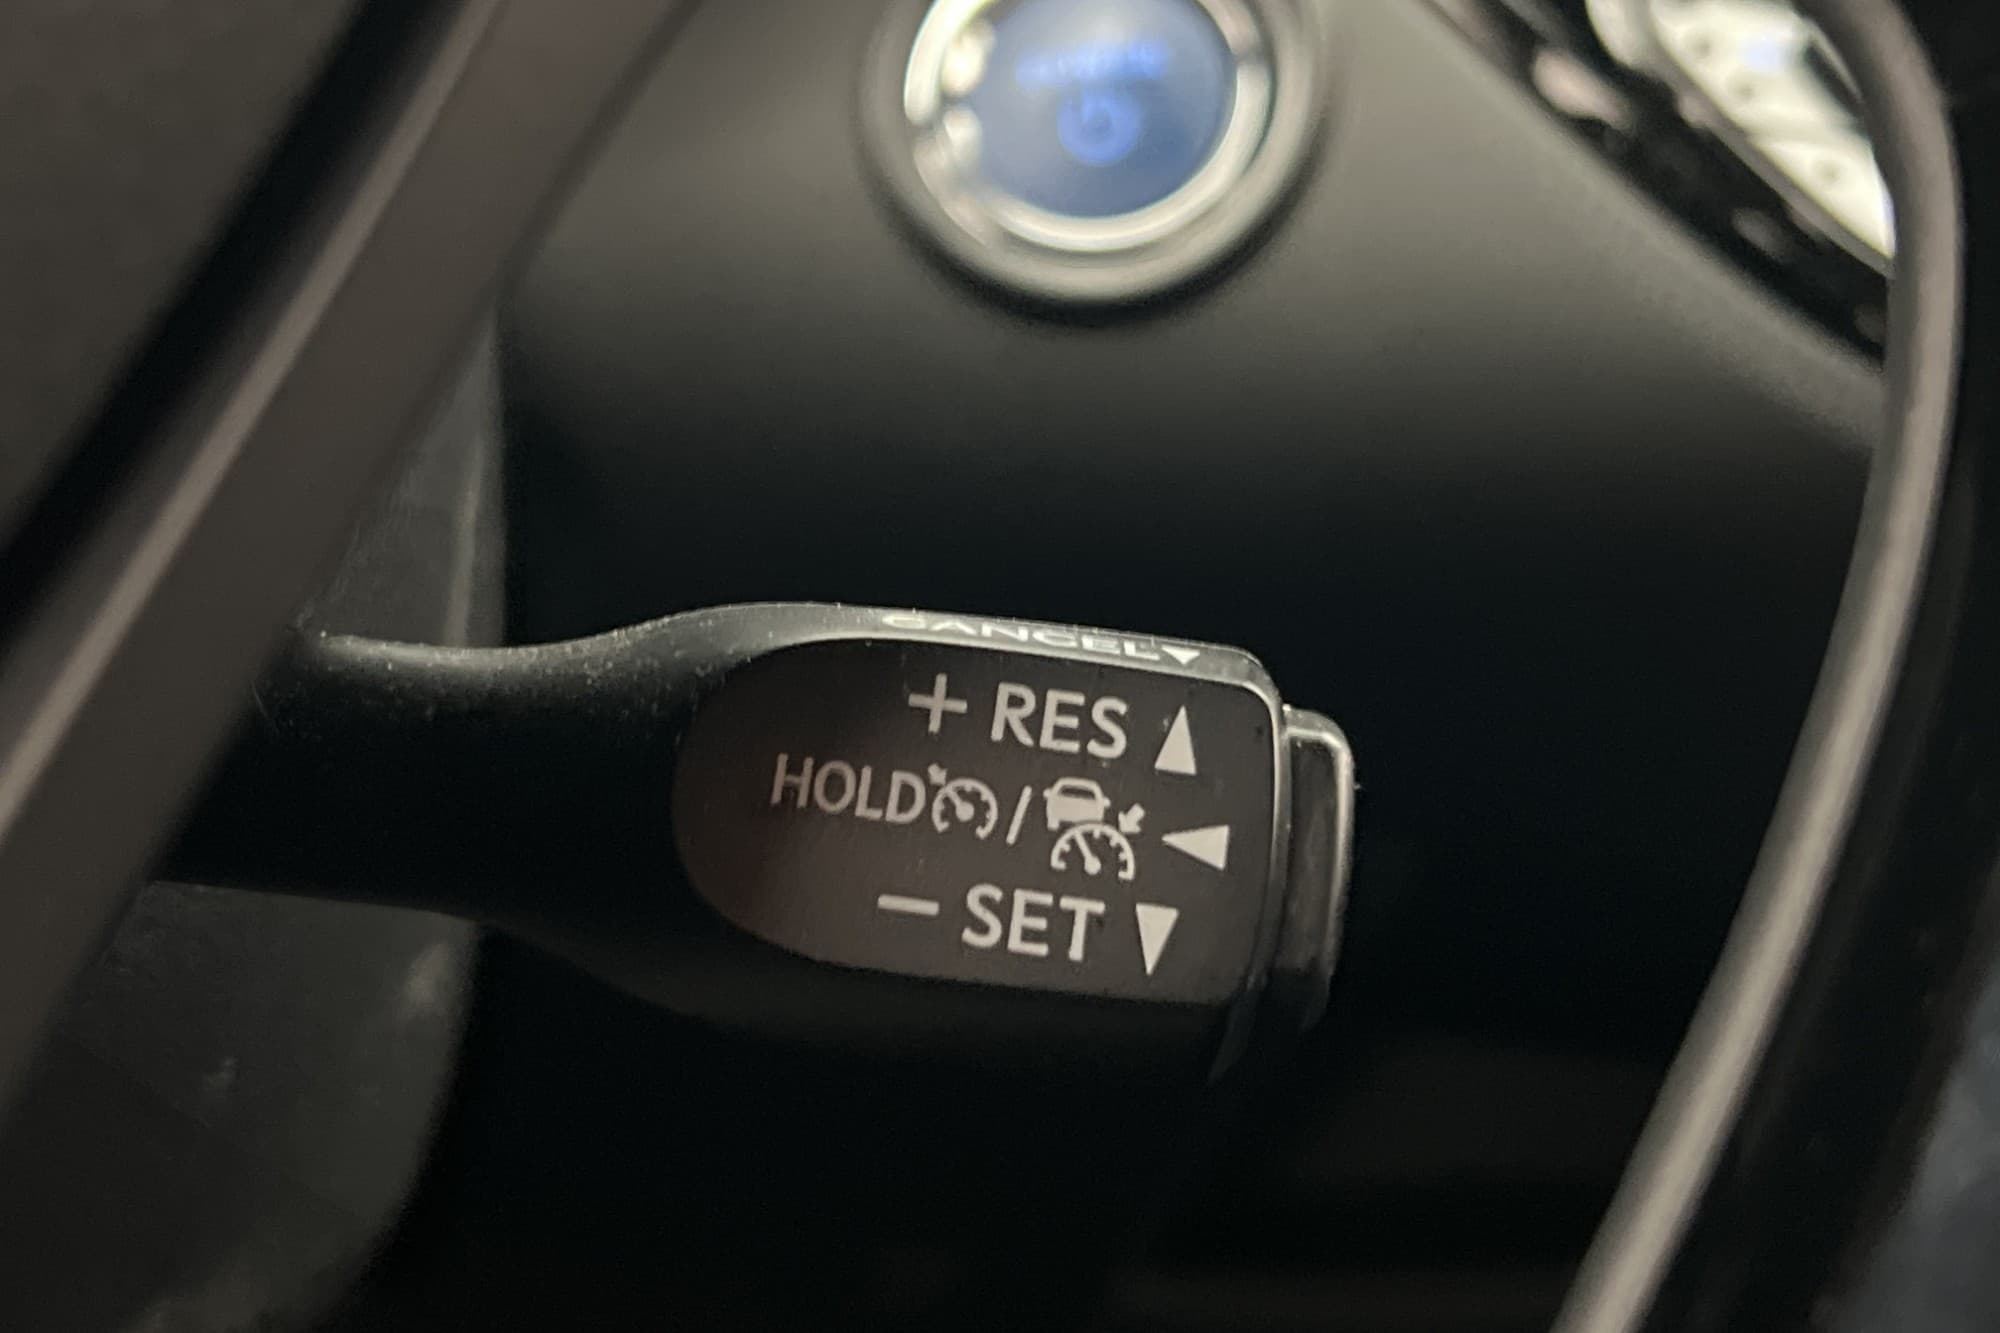 CANCEL
+ RES
HOLD /
− SET